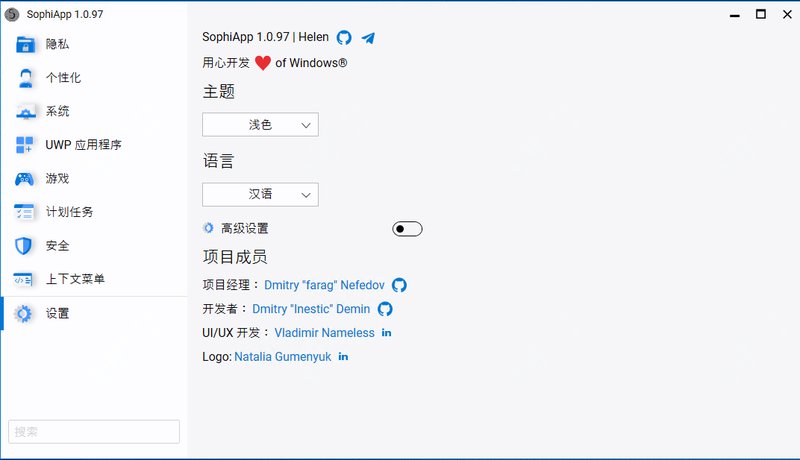 SophiApp 1.0.97
隐私
个性化
系统
UWP 应用程序
游戏
计划任务
安全
上下文菜单
设置
搜索
SophiApp 1.0.97 | Helen
用心开发 ❤ of Windows®
主题
浅色
语言
汉语
高级设置
项目成员
项目经理： Dmitry "farag" Nefedov
开发者： Dmitry "Inestic" Demin
UI/UX 开发： Vladimir Nameless in
Logo: Natalia Gumenyuk in